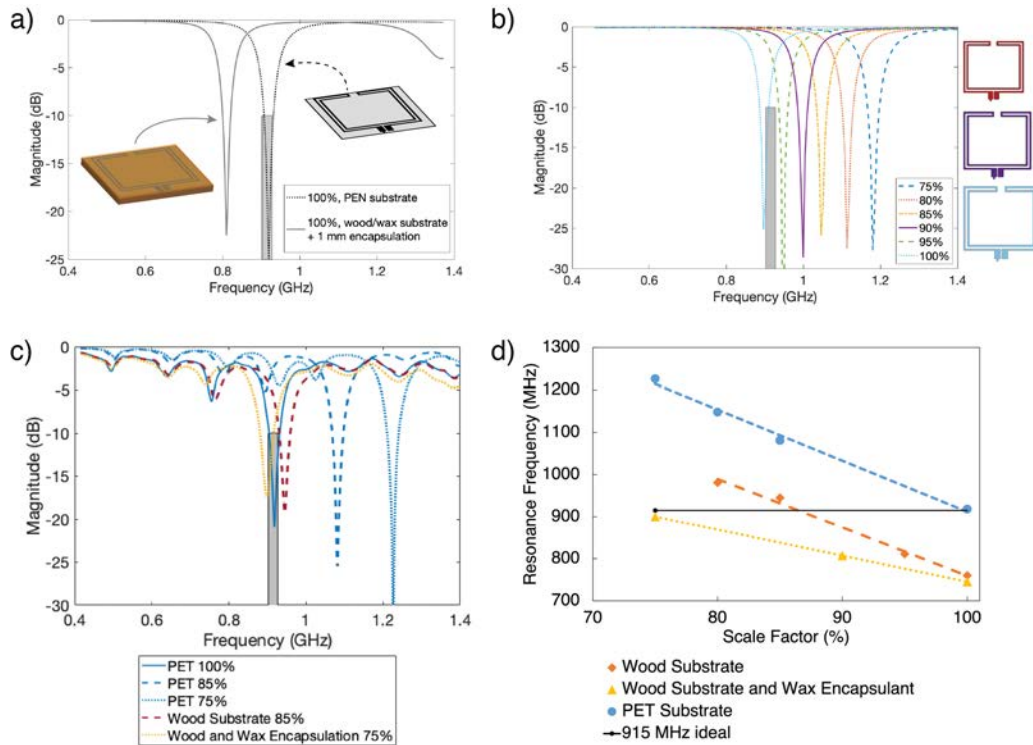 a)
0
-5
-10
-15
-20
-25
Magnitude (dB)
0.4
0.6
0.8
1
1.2
1.4
Frequency (GHz)
100%, PEN substrate
100%, wood/wax substrate
+ 1 mm encapsulation
b)
0
-5
-10
-15
-20
-25
-30
Magnitude (dB)
0.4
0.6
0.8
1
1.2
1.4
Frequency (GHz)
75%
80%
85%
90%
95%
100%
c)
0
-5
-10
-15
-20
-25
-30
Magnitude (dB)
0.4
0.6
0.8
1
1.2
1.4
Frequency (GHz)
PET 100%
PET 85%
PET 75%
Wood Substrate 85%
Wood and Wax Encapsulation 75%
d)
1300
1200
1100
1000
900
800
700
Resonance Frequency (MHz)
70
80
90
100
Scale Factor (%)
Wood Substrate
Wood Substrate and Wax Encapsulant
PET Substrate
915 MHz ideal